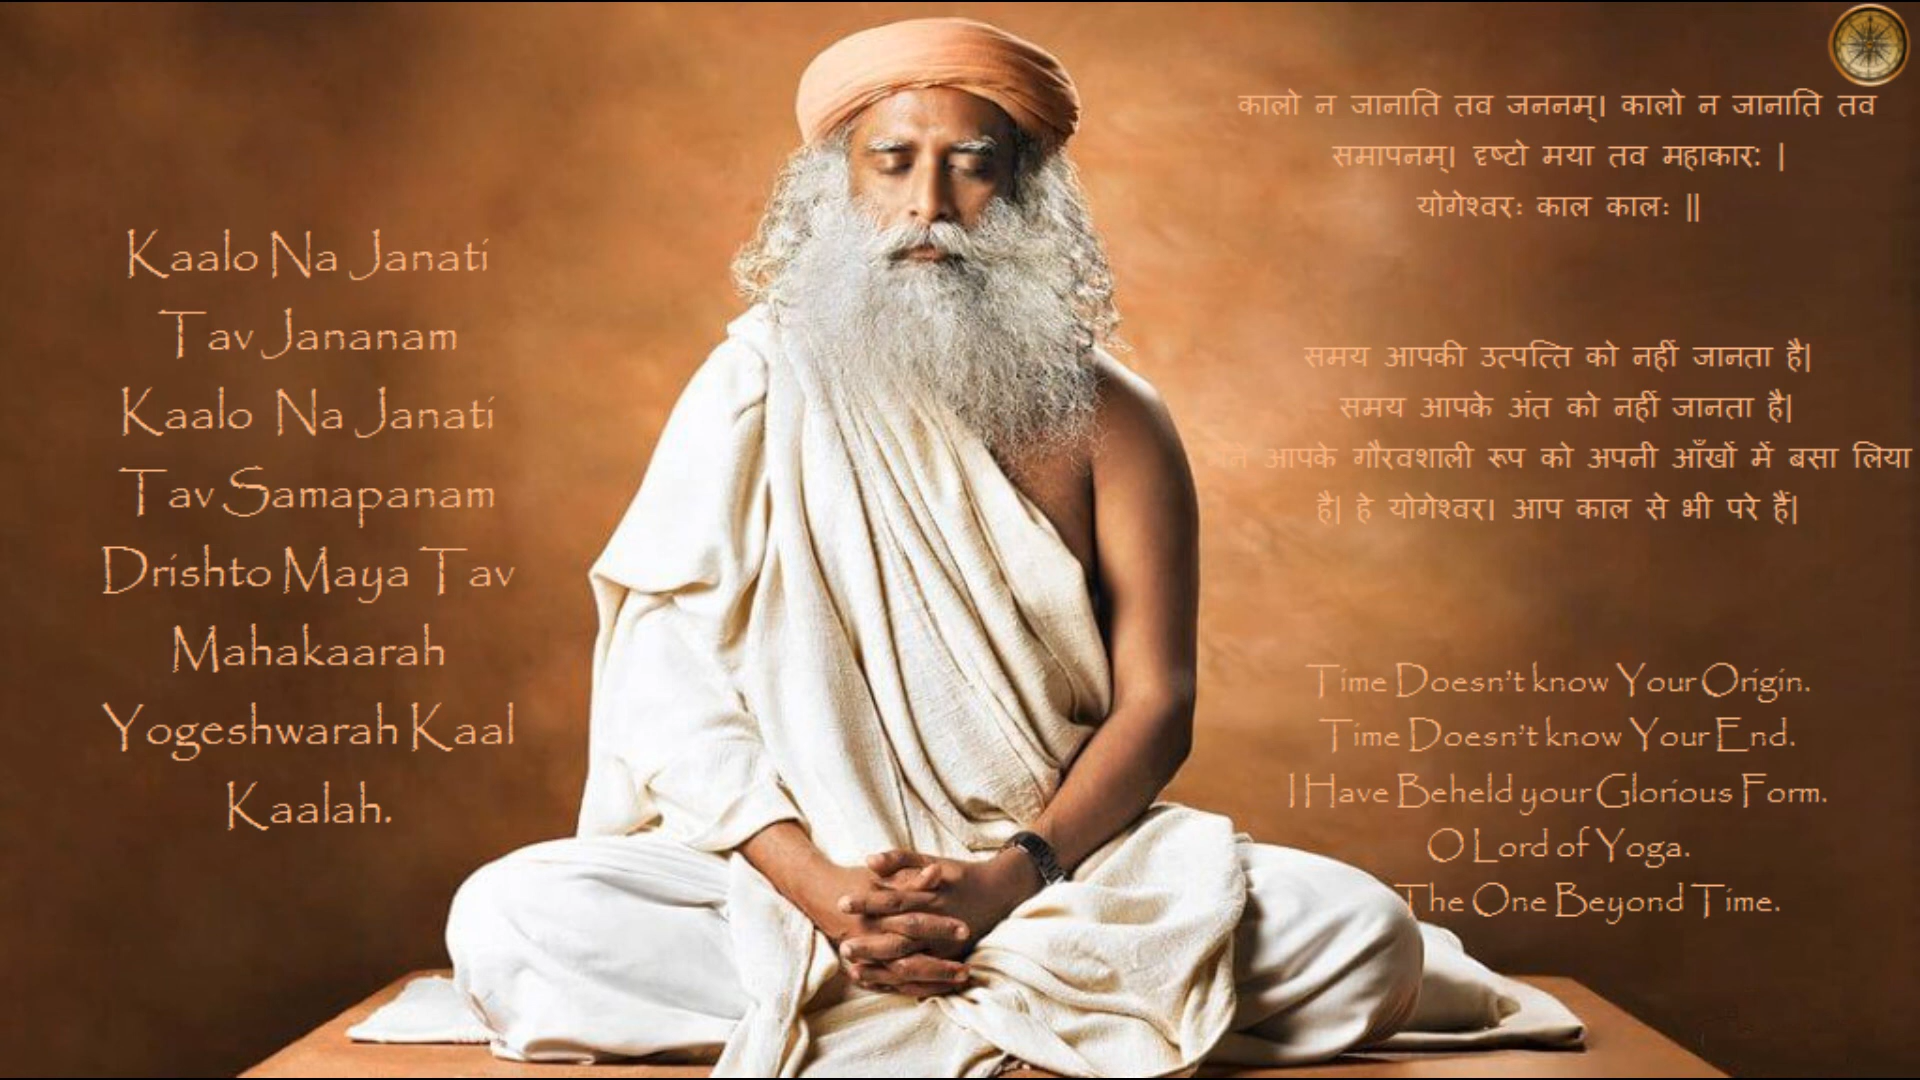 Kaalo Na Janati
Tav Jananam
Kaalo Na Janati
Tav Samapanam
Drishto Maya Tav
Mahakaarah
Yogeshwarah Kaal
Kaalah.
कालो न जानाति तव जननम्। कालो न जानाति तव
समापनम्। दृष्टो मया तव महाकार: |
योगेश्वरः काल कालः ||
समय आपकी उत्पत्ति को नहीं जानता है|
समय आपके अंत को नहीं जानता है|
आपके गौरवशाली रूप को अपनी आँखों में बसा लिया
है| हे योगेश्वर। आप काल से भी परे हैं|
Time Doesn't know Your Origin.
Time Doesn't know Your End.
I Have Beheld your Glorious Form.
O Lord of Yoga.
The One Beyond Time.